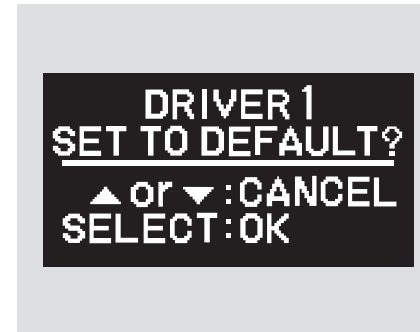 DRIVER 1
SET TO DEFAULT?
▲ or ▼ :CANCEL
SELECT:OK